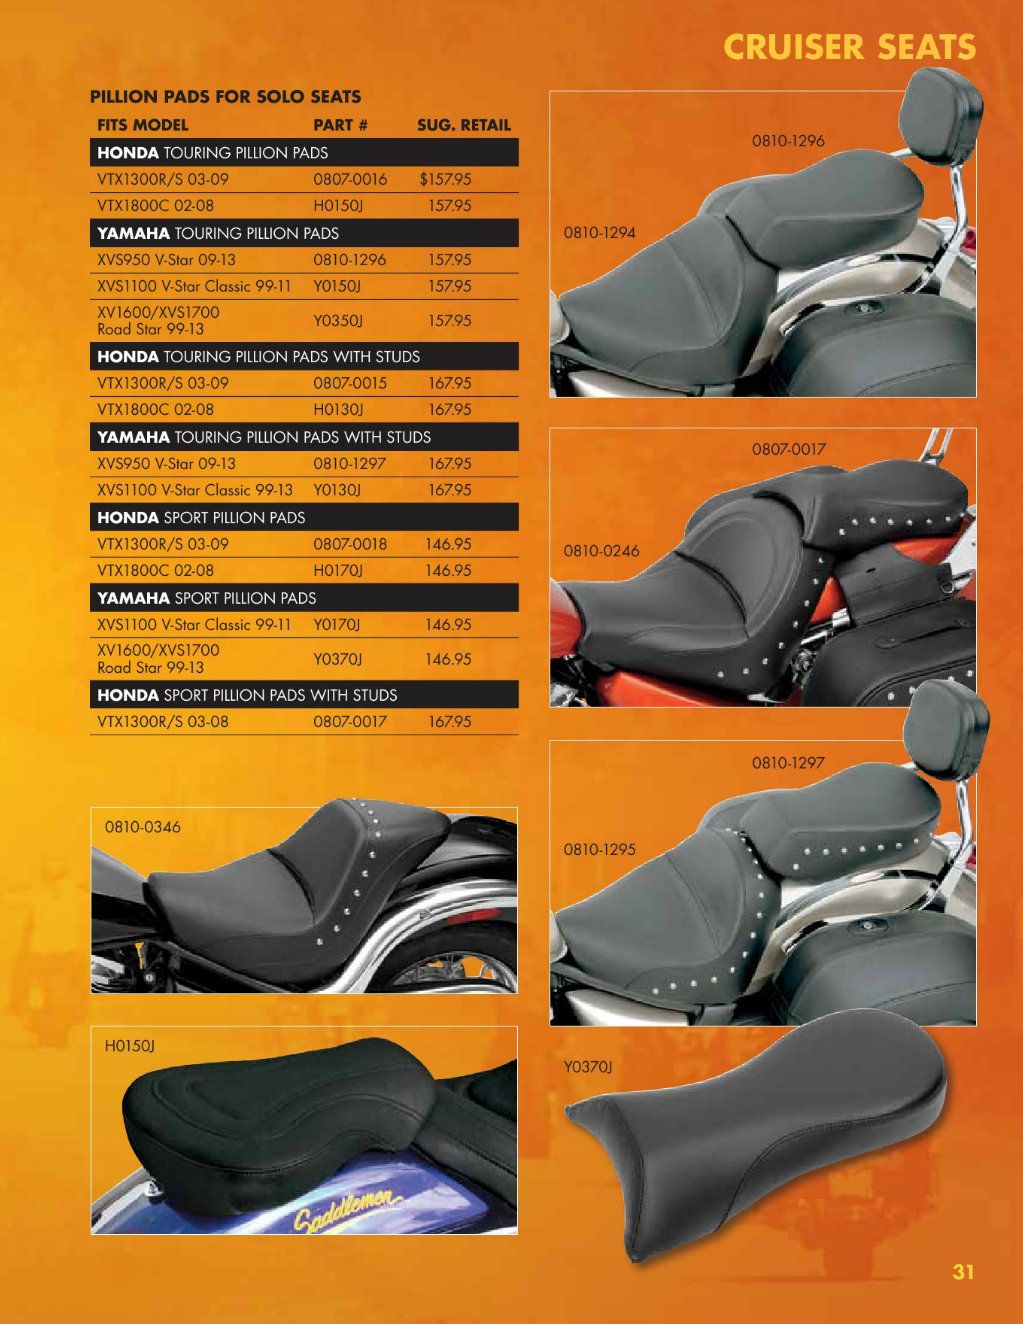 CRUISER SEATS
PILLION PADS FOR SOLO SEATS
FITS MODEL PART # SUG. RETAIL
HONDA TOURING PILLION PADS
VTX1300R/S 03-09 0807-0016 $157.95
VTX1800C 02-08 H0150J 157.95
YAMAHA TOURING PILLION PADS
XVS950 V-Star 09-13 0810-1296 157.95
XVS1100 V-Star Classic 99-11 Y0150J 157.95
XV1600/XVS1700
Road Star 99-13 Y0350J 157.95
HONDA TOURING PILLION PADS WITH STUDS
VTX1300R/S 03-09 0807-0015 167.95
VTX1800C 02-08 H0130J 167.95
YAMAHA TOURING PILLION PADS WITH STUDS
XVS950 V-Star 09-13 0810-1297 167.95
XVS1100 V-Star Classic 99-13 Y0130J 167.95
HONDA SPORT PILLION PADS
VTX1300R/S 03-09 0807-0018 146.95
VTX1800C 02-08 H0170J 146.95
YAMAHA SPORT PILLION PADS
XVS1100 V-Star Classic 99-11 Y0170J 146.95
XV1600/XVS1700
Road Star 99-13 Y0370J 146.95
HONDA SPORT PILLION PADS WITH STUDS
VTX1300R/S 03-08 0807-0017 167.95
0810-0346
H0150J
Saddlemen
0810-1296
0810-1294
0807-0017
0810-0246
0810-1297
0810-1295
Y0370J
31